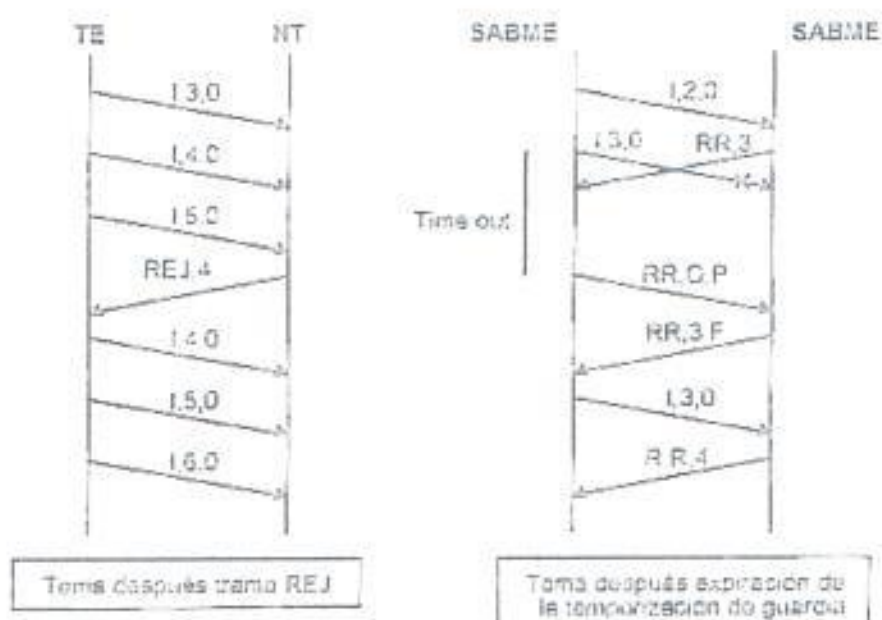 TE NT
I,3,0
I,4,0
I,5,0
REJ,4
I,4,0
I,5,0
I,6,0
Toma después trama REJ
SABME SABME
I,2,0
I,3,0 RR,3
Time out
RR,0,P
RR,3,F
I,3,0
RR,4
Toma después expiración de
la temporización de guardia